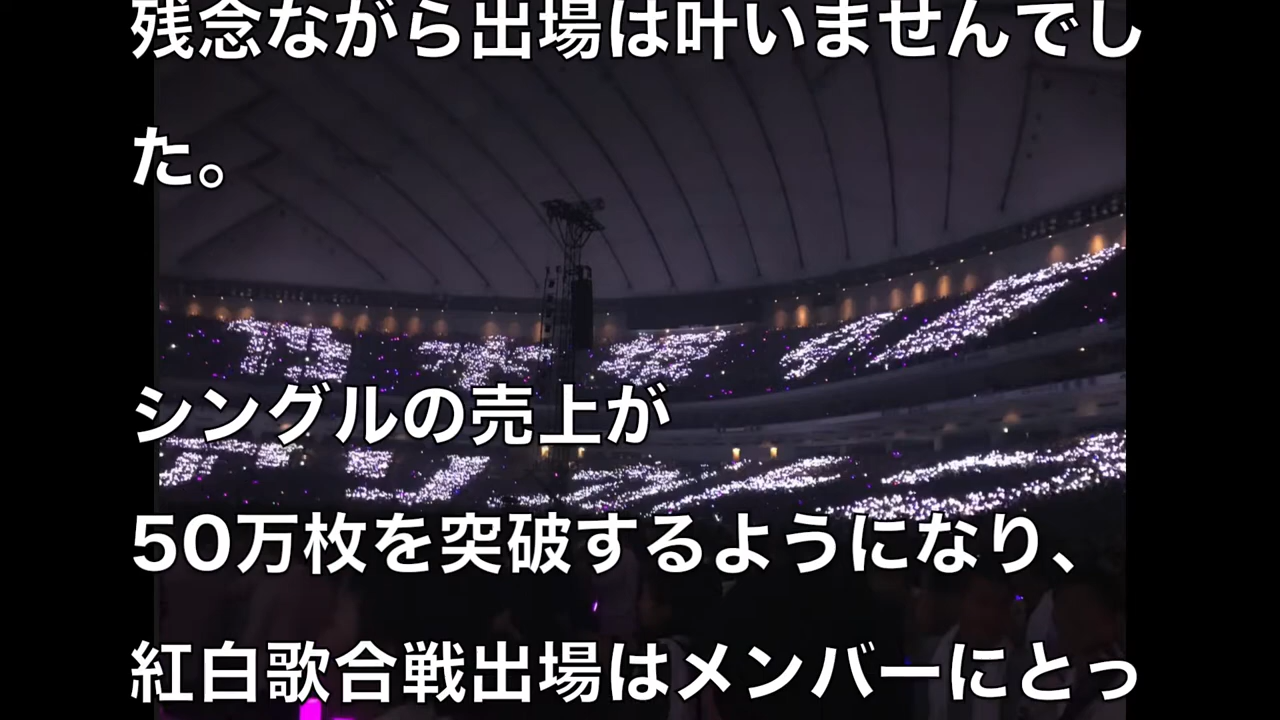 残念ながら出場は叶いませんでし
た。
シングルの売上が
50万枚を突破するようになり、
紅白歌合戦出場はメンバーにとっ